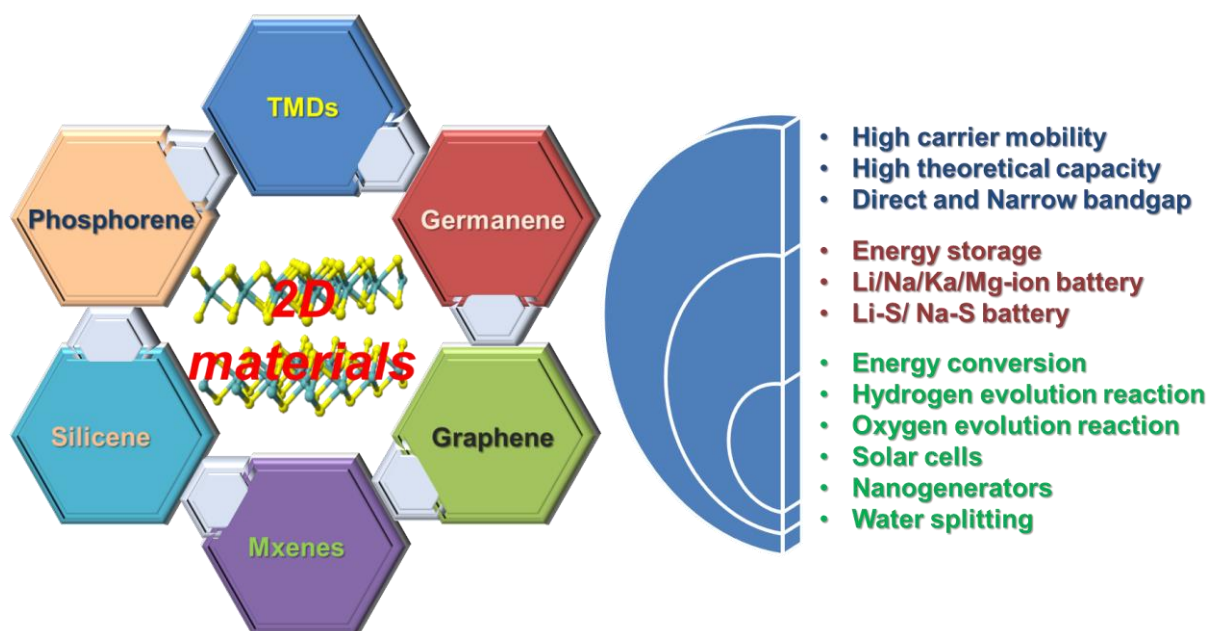 TMDs
Phosphorene
Germanene
2D
materials
Silicene
Graphene
Mxenes
• High carrier mobility
• High theoretical capacity
• Direct and Narrow bandgap
• Energy storage
• Li/Na/Ka/Mg-ion battery
• Li-S/ Na-S battery
• Energy conversion
• Hydrogen evolution reaction
• Oxygen evolution reaction
• Solar cells
• Nanogenerators
• Water splitting